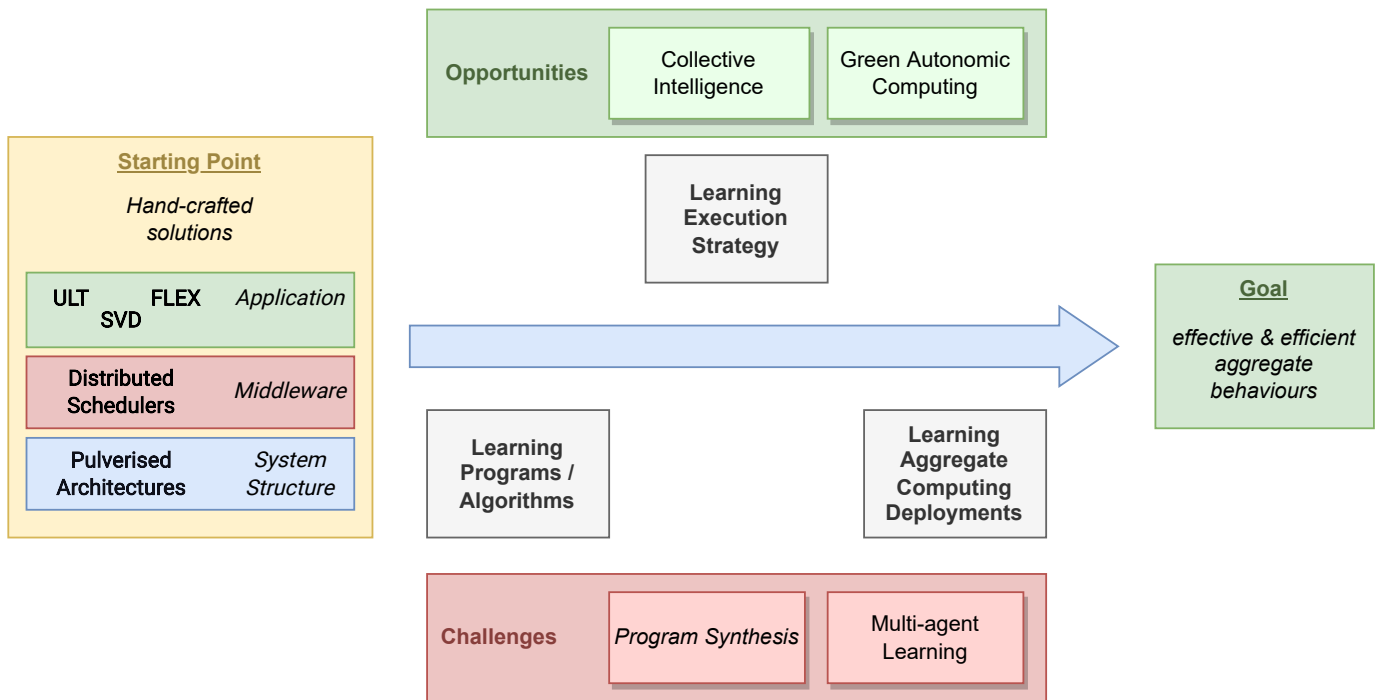 Opportunities
Collective
Intelligence
Green Autonomic
Computing
Starting Point
Hand-crafted
solutions
ULT FLEX Application
SVD
Distributed
Schedulers
Middleware
Pulverised
Architectures
System
Structure
Learning
Execution
Strategy
Learning
Programs /
Algorithms
Learning
Aggregate
Computing
Deployments
Goal
effective & efficient
aggregate
behaviours
Challenges
Program Synthesis
Multi-agent
Learning